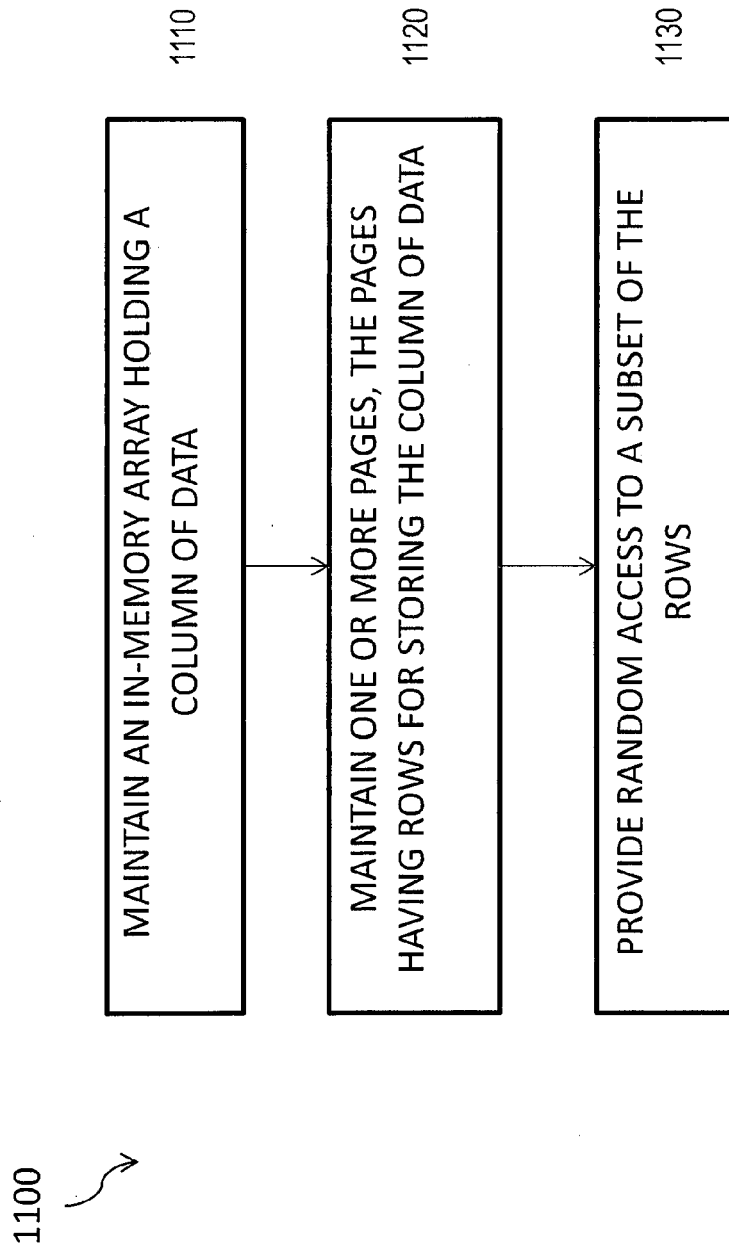 1100
MAINTAIN AN IN-MEMORY ARRAY HOLDING A
COLUMN OF DATA
1110
MAINTAIN ONE OR MORE PAGES, THE PAGES
HAVING ROWS FOR STORING THE COLUMN OF DATA
1120
PROVIDE RANDOM ACCESS TO A SUBSET OF THE
ROWS
1130